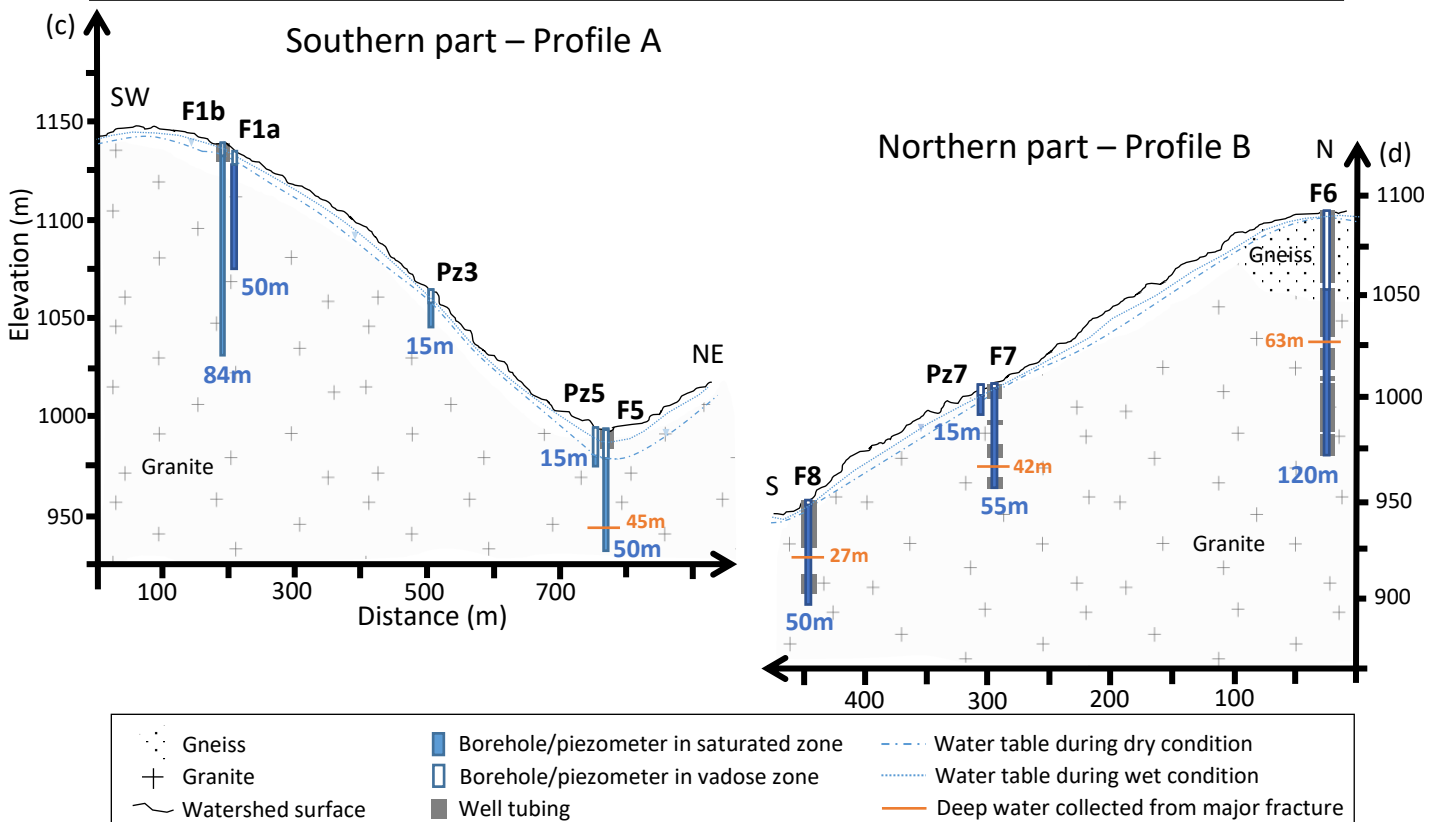 (c)
Southern part – Profile A
SW
F1b
F1a
1150
1100
1050
1000
950
Elevation (m)
50m
84m
Pz3
15m
NE
Pz5
F5
15m
45m
50m
Granite
100
300
500
700
Distance (m)
Northern part – Profile B
N
(d)
F6
1100
1050
1000
950
900
Gneiss
63m
120m
Pz7
F7
15m
42m
55m
S
F8
27m
50m
Granite
400
300
200
100
Gneiss
Granite
Watershed surface
Borehole/piezometer in saturated zone
Borehole/piezometer in vadose zone
Well tubing
Water table during dry condition
Water table during wet condition
Deep water collected from major fracture